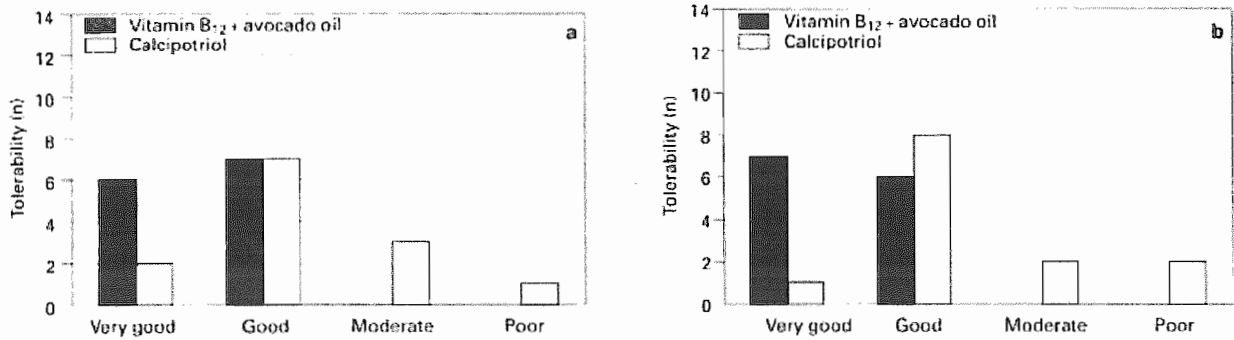 14
12
10
8
6
4
2
0
Tolerability (n)
Vitamin B₁₂ + avocado oil
Calcipotriol
a
Very good Good Moderate Poor
14
12
10
8
6
4
2
0
Tolerability (n)
Vitamin B₁₂ + avocado oil
Calcipotriol
b
Very good Good Moderate Poor